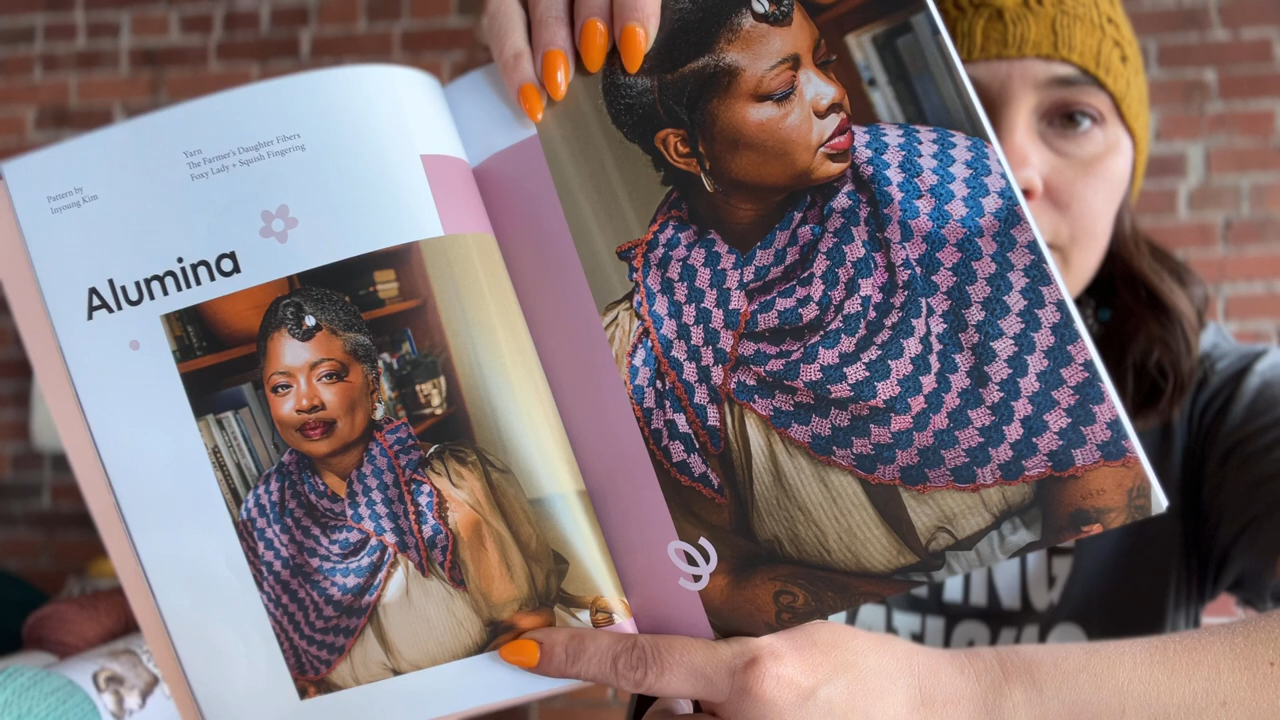 Pattern by
Inyoung Kim
Yarn
The Farmer's Daughter Fibers
Foxy Lady + Squish Fingering
Alumina